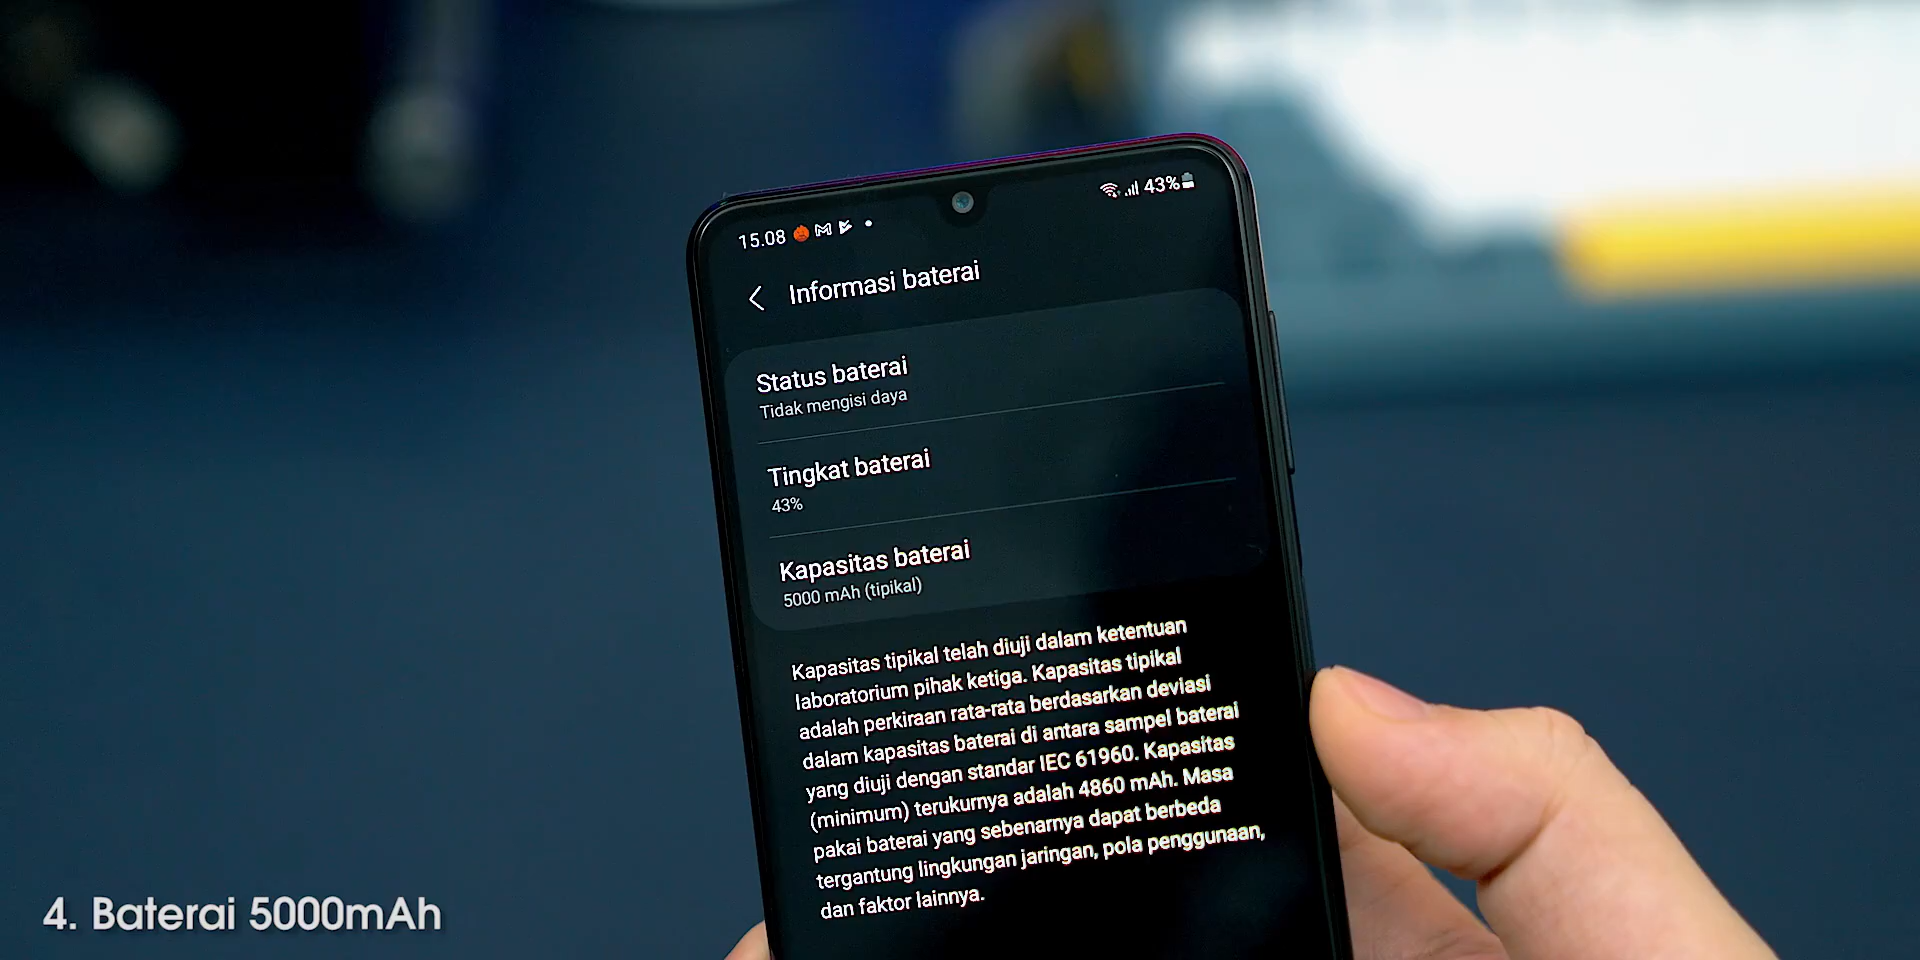 15.08
43%
Informasi baterai
Status baterai
Tidak mengisi daya
Tingkat baterai
43%
Kapasitas baterai
5000 mAh (tipikal)
Kapasitas tipikal telah diuji dalam ketentuan
laboratorium pihak ketiga. Kapasitas tipikal
adalah perkiraan rata-rata berdasarkan deviasi
dalam kapasitas baterai di antara sampel baterai
yang diuji dengan standar IEC 61960. Kapasitas
(minimum) terukurnya adalah 4860 mAh. Masa
pakai baterai yang sebenarnya dapat berbeda
tergantung lingkungan jaringan, pola penggunaan,
dan faktor lainnya.
4. Baterai 5000mAh